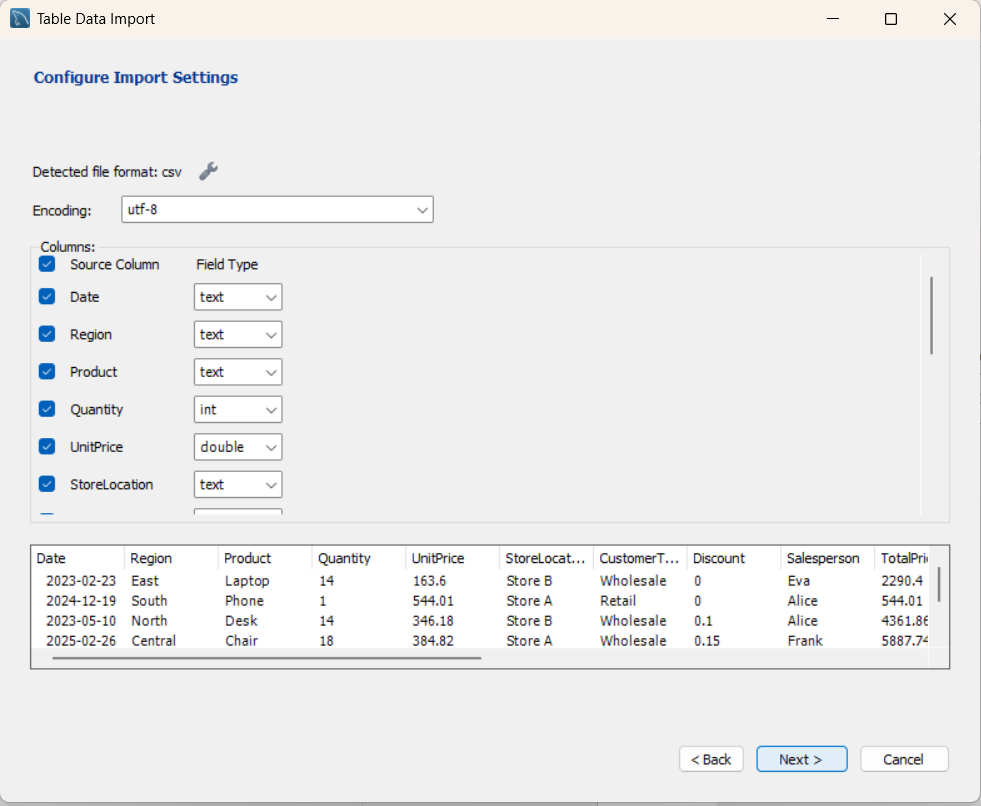 Table Data Import
Configure Import Settings
Detected file format: csv
Encoding: utf-8
Columns:
Source Column Field Type
Date text
Region text
Product text
Quantity int
UnitPrice double
StoreLocation text
Date Region Product Quantity UnitPrice StoreLocat... CustomerT... Discount Salesperson TotalPri
2023-02-23 East Laptop 14 163.6 Store B Wholesale 0 Eva 2290.4
2024-12-19 South Phone 1 544.01 Store A Retail 0 Alice 544.01
2023-05-10 North Desk 14 346.18 Store B Wholesale 0.1 Alice 4361.86
2025-02-26 Central Chair 18 384.82 Store A Wholesale 0.15 Frank 5887.74
< Back Next > Cancel